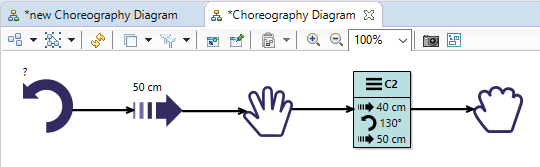 *new Choreography Diagram
*Choreography Diagram
100%
?
50 cm
C2
40 cm
130°
50 cm